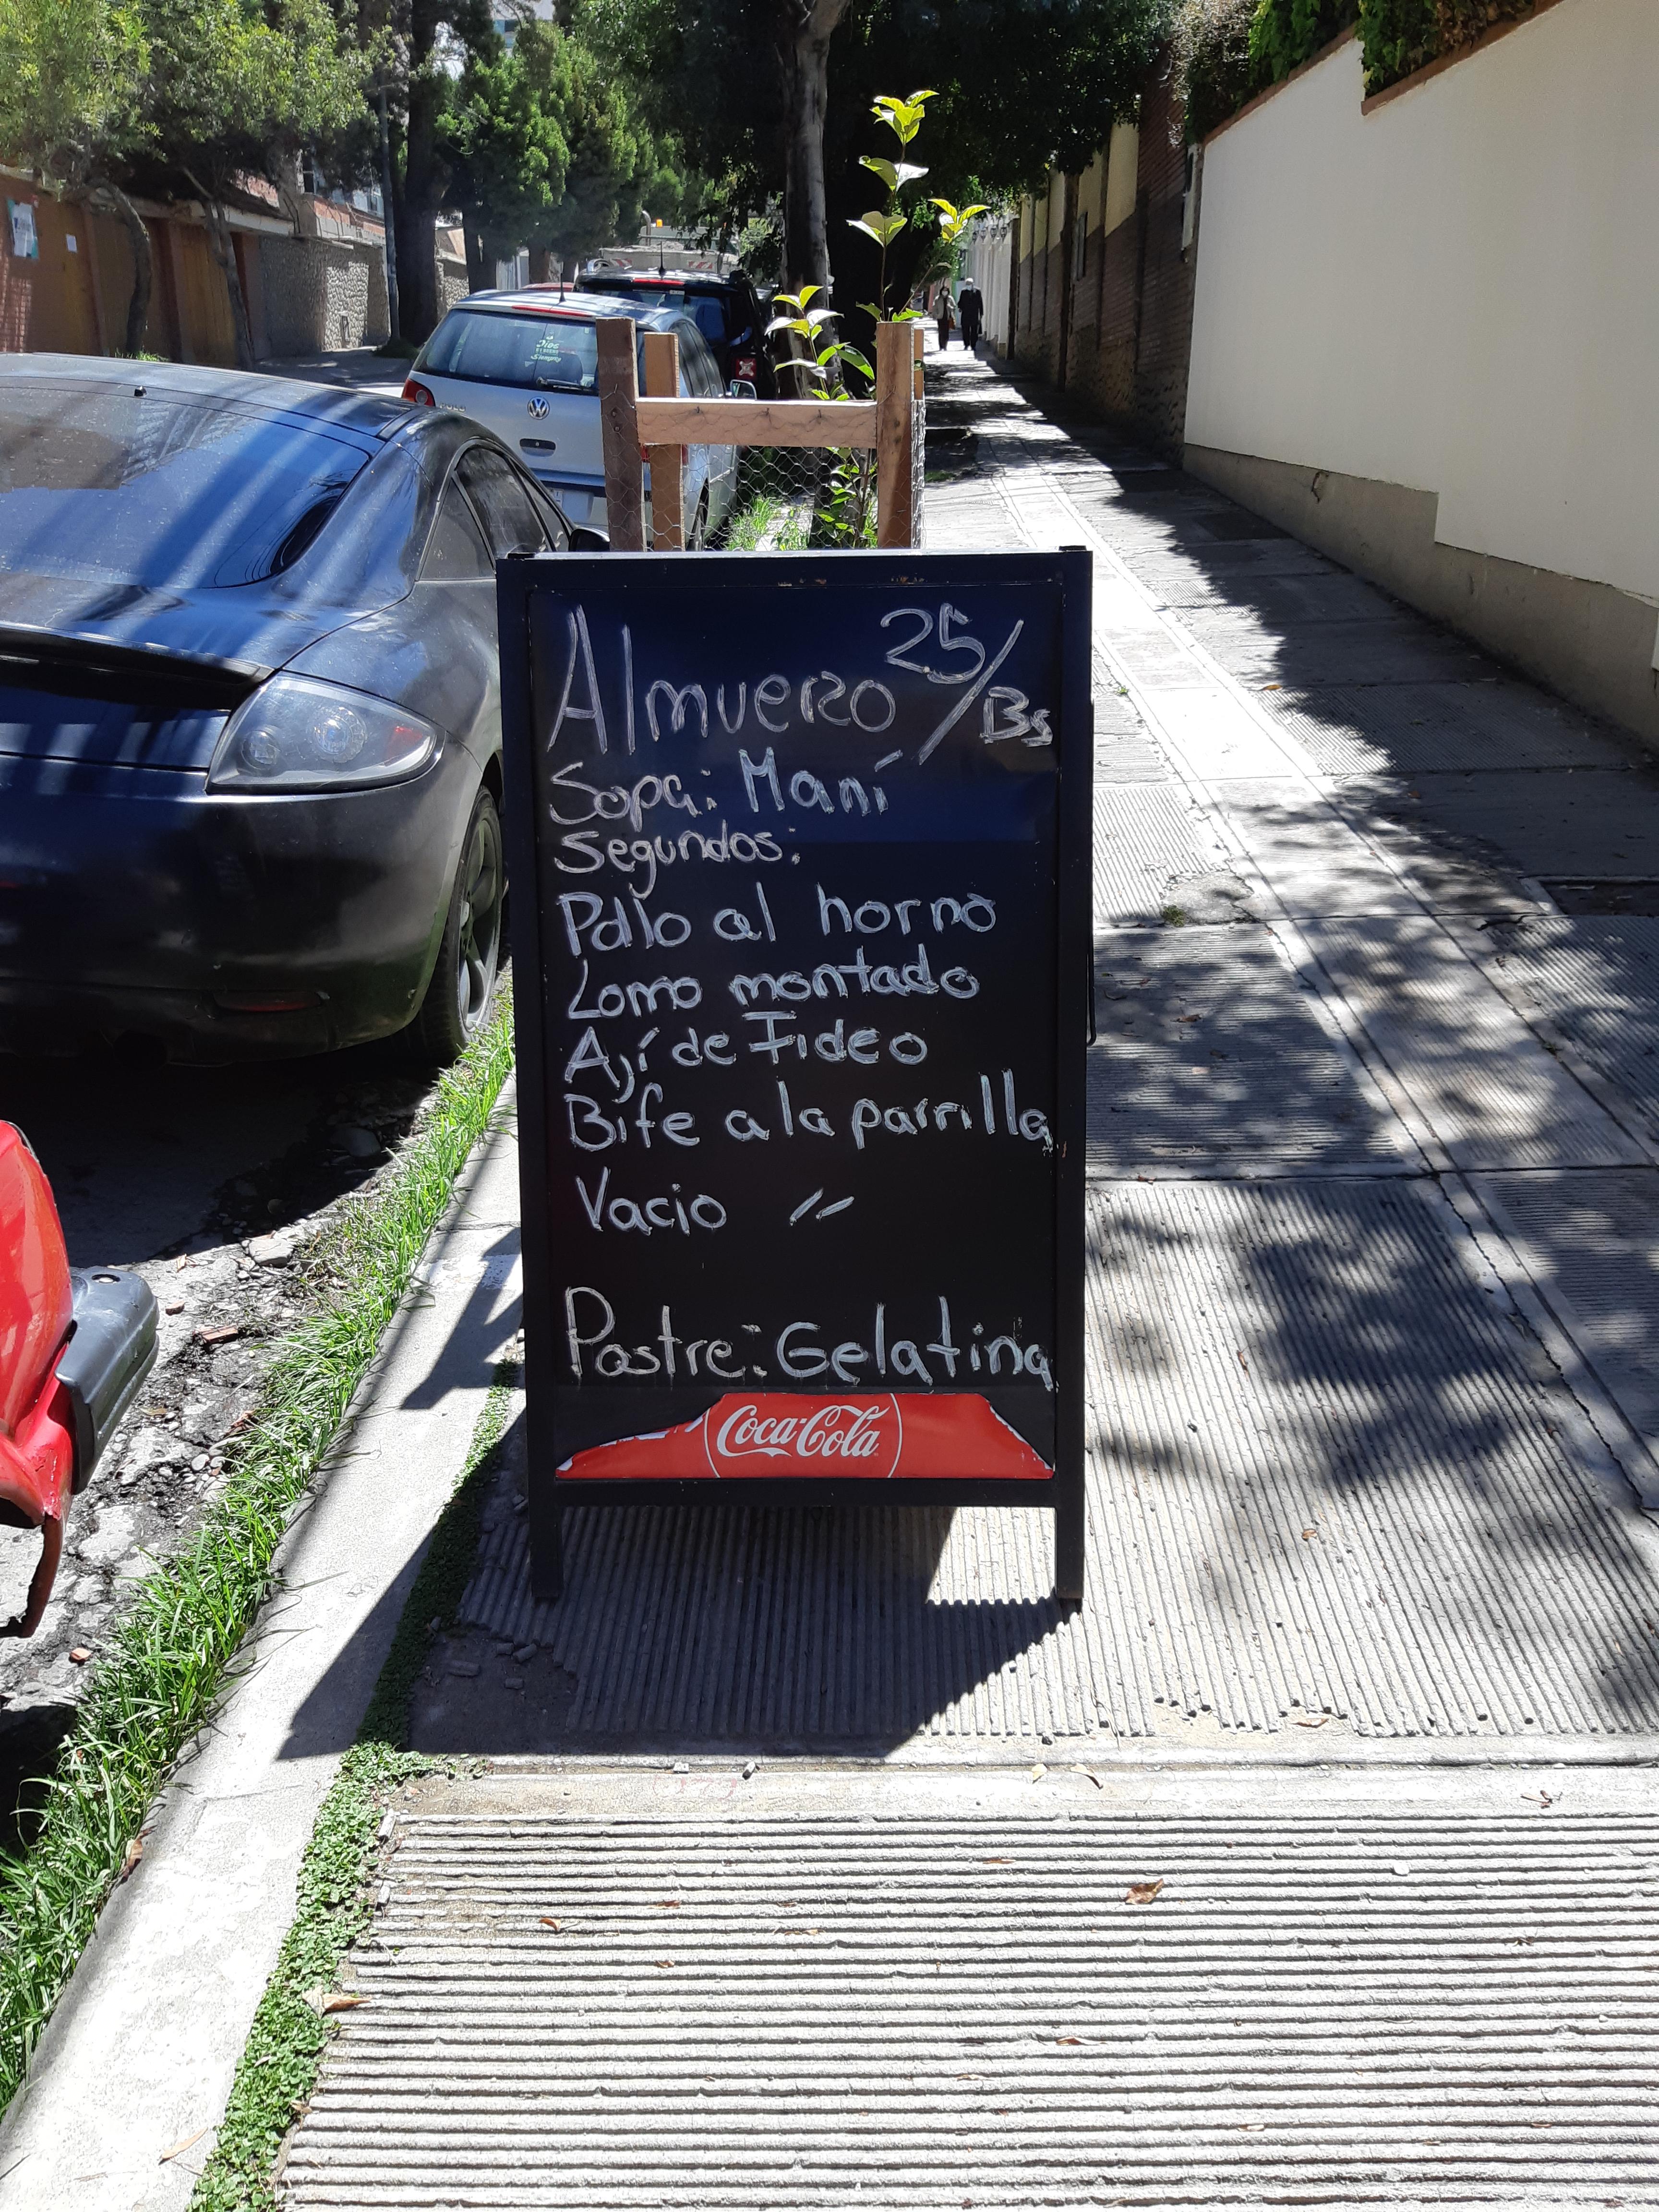 Almuerzo 25/Bs
Sopa: Maní
Segundos:
Pollo al horno
Lomo montado
Ají de Fideo
Bife a la parrilla
Vacio //
Postre: Gelatina
Coca-Cola